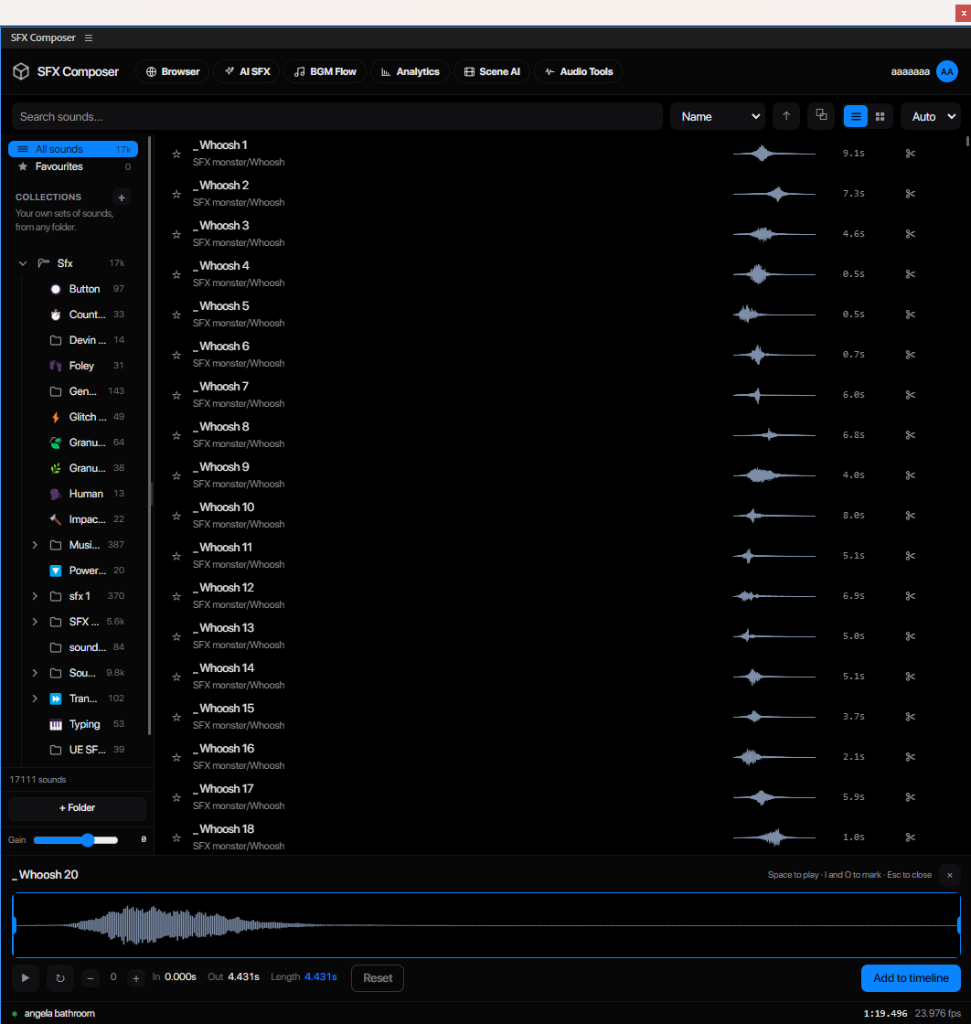 SFX Composer
SFX Composer
Browser
AI SFX
BGM Flow
Analytics
Scene AI
Audio Tools
aaaaaaa
AA
Search sounds...
Name
Auto
All sounds 17k
Favourites 0
COLLECTIONS
Your own sets of sounds,
from any folder.
Sfx 17k
Button 97
Count... 33
Devin ... 14
Foley 31
Gen... 143
Glitch ... 49
Granu... 64
Granu... 38
Human 13
Impac... 22
Musi... 387
Power... 20
sfx 1 370
SFX ... 5.6k
sound... 84
Sou... 9.8k
Tran... 102
Typing 53
UE SF... 39
17111 sounds
+ Folder
Gain 0
_Whoosh 1
SFX monster/Whoosh
9.1s
_Whoosh 2
SFX monster/Whoosh
7.3s
_Whoosh 3
SFX monster/Whoosh
4.6s
_Whoosh 4
SFX monster/Whoosh
0.5s
_Whoosh 5
SFX monster/Whoosh
0.5s
_Whoosh 6
SFX monster/Whoosh
0.7s
_Whoosh 7
SFX monster/Whoosh
6.0s
_Whoosh 8
SFX monster/Whoosh
6.8s
_Whoosh 9
SFX monster/Whoosh
4.0s
_Whoosh 10
SFX monster/Whoosh
8.0s
_Whoosh 11
SFX monster/Whoosh
5.1s
_Whoosh 12
SFX monster/Whoosh
6.9s
_Whoosh 13
SFX monster/Whoosh
5.0s
_Whoosh 14
SFX monster/Whoosh
5.1s
_Whoosh 15
SFX monster/Whoosh
3.7s
_Whoosh 16
SFX monster/Whoosh
2.1s
_Whoosh 17
SFX monster/Whoosh
5.9s
_Whoosh 18
SFX monster/Whoosh
1.0s
_Whoosh 20
Space to play · I and O to mark · Esc to close
0
In 0.000s Out 4.431s Length 4.431s
Reset
Add to timeline
angela bathroom
1:19.496 23.976 fps